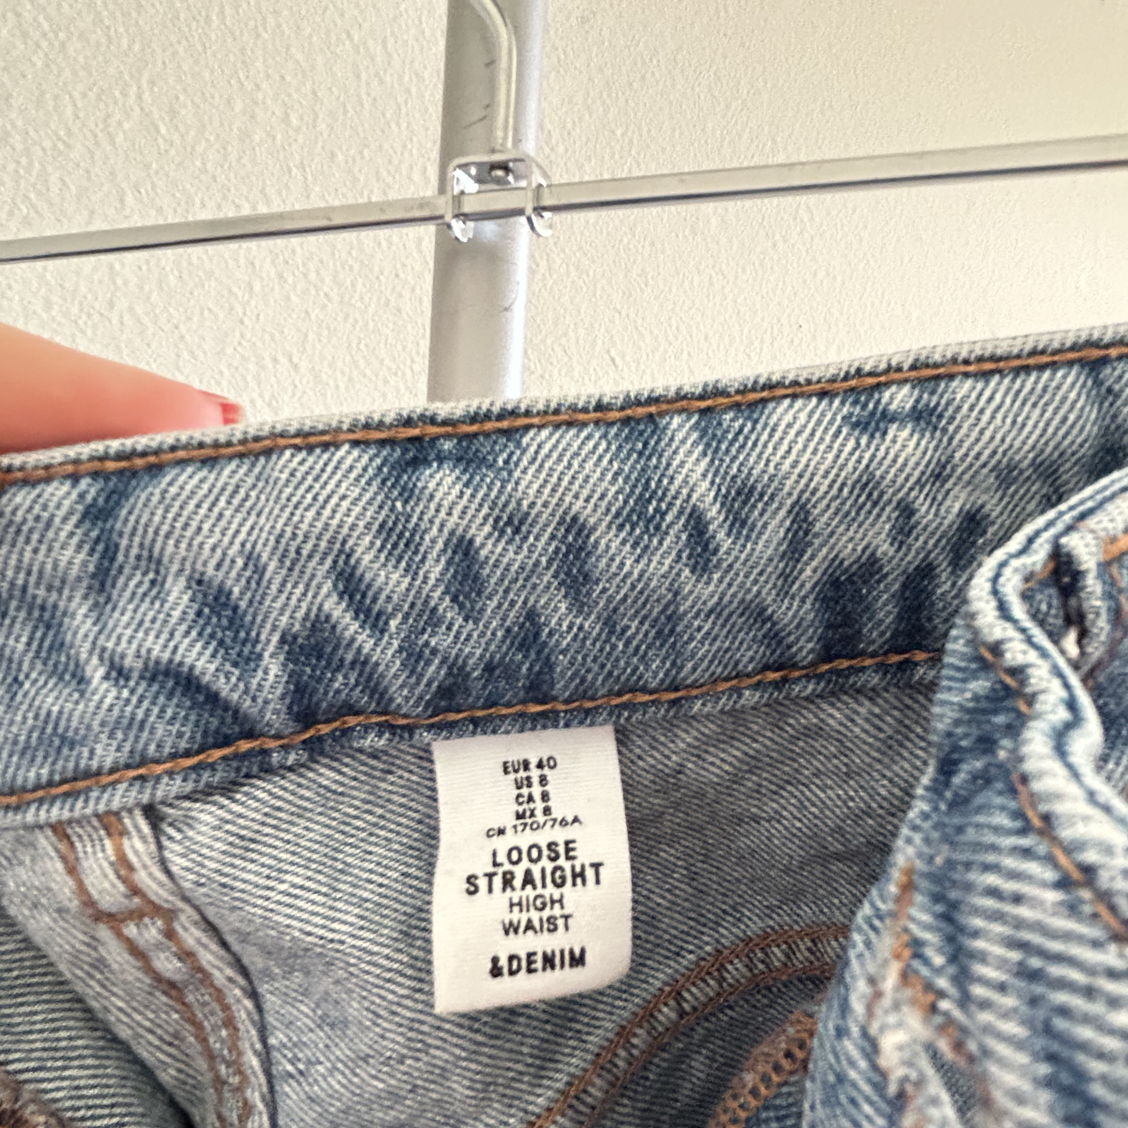 EUR 40
US 8
CA 8
MX 8
CN 170/76A
LOOSE
STRAIGHT
HIGH
WAIST
&DENIM